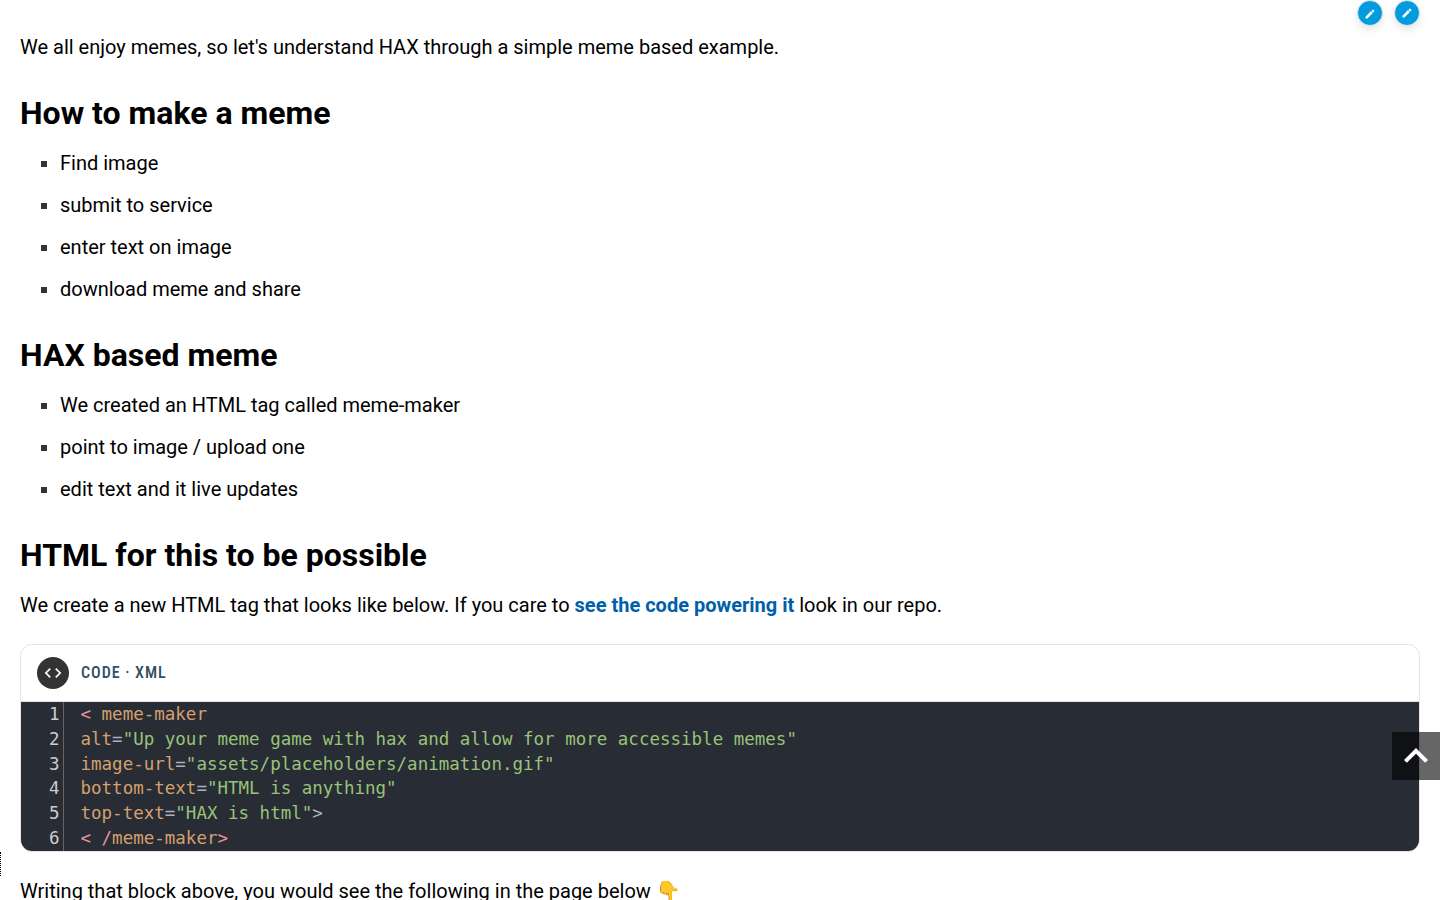 We all enjoy memes, so let's understand HAX through a simple meme based example.
How to make a meme
Find image
submit to service
enter text on image
download meme and share
HAX based meme
We created an HTML tag called meme-maker
point to image / upload one
edit text and it live updates
HTML for this to be possible
We create a new HTML tag that looks like below. If you care to see the code powering it look in our repo.
CODE · XML
1 < meme-maker
2 alt="Up your meme game with hax and allow for more accessible memes"
3 image-url="assets/placeholders/animation.gif"
4 bottom-text="HTML is anything"
5 top-text="HAX is html">
6 < /meme-maker>
Writing that block above, you would see the following in the page below 👇